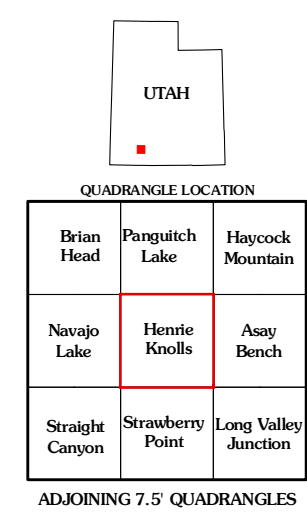 UTAH
QUADRANGLE LOCATION
Brian
Head
Panguitch
Lake
Haycock
Mountain
Navajo
Lake
Henrie
Knolls
Asay
Bench
Straight
Canyon
Strawberry
Point
Long Valley
Junction
ADJOINING 7.5' QUADRANGLES